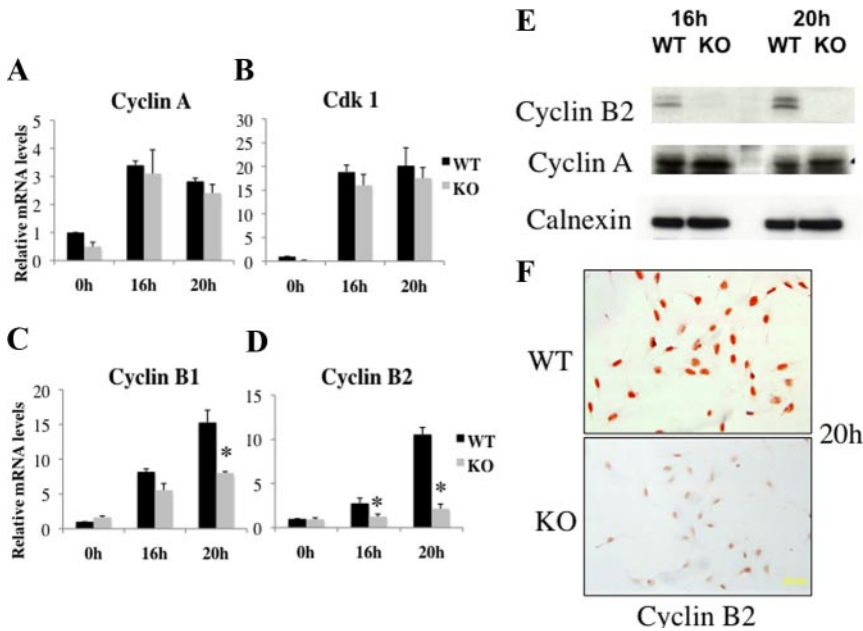 A
Cyclin A
Relative mRNA levels
5
4
3
2
1
0
0h 16h 20h
B
Cdk 1
30
25
20
15
10
5
0
WT
KO
0h 16h 20h
C
Cyclin B1
Relative mRNA levels
20
15
10
5
0
*
0h 16h 20h
D
Cyclin B2
15
10
5
0
WT
KO
* *
0h 16h 20h
E
16h 20h
WT KO WT KO
Cyclin B2
Cyclin A
Calnexin
F
WT
KO
20h
Cyclin B2